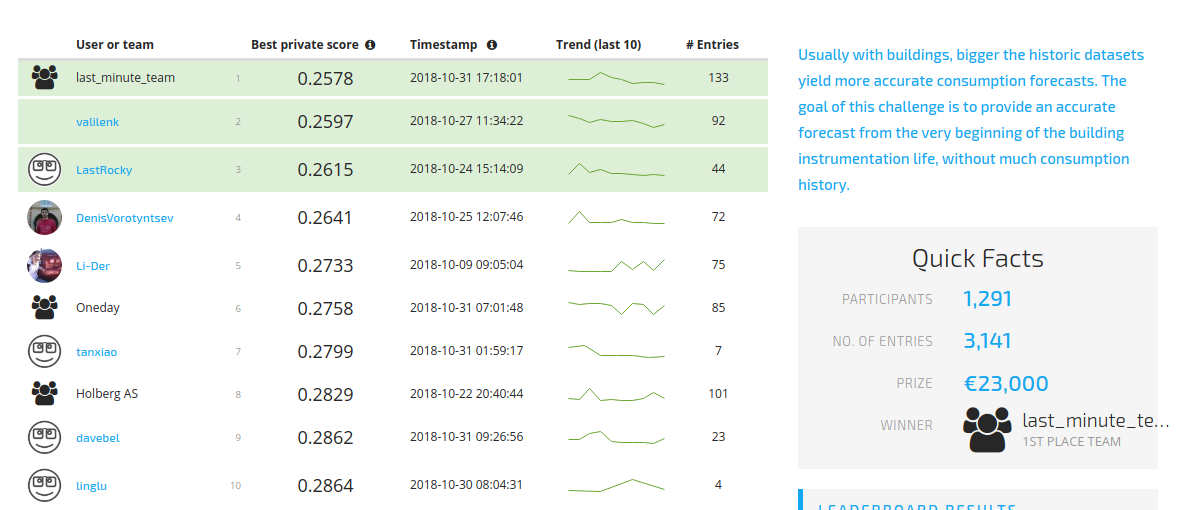 User or team Best private score Timestamp Trend (last 10) # Entries
last_minute_team 1 0.2578 2018-10-31 17:18:01 133
valilenk 2 0.2597 2018-10-27 11:34:22 92
LastRocky 3 0.2615 2018-10-24 15:14:09 44
DenisVorotyntsev 4 0.2641 2018-10-25 12:07:46 72
Li-Der 5 0.2733 2018-10-09 09:05:04 75
Oneday 6 0.2758 2018-10-31 07:01:48 85
tanxiao 7 0.2799 2018-10-31 01:59:17 7
Holberg AS 8 0.2829 2018-10-22 20:40:44 101
davebel 9 0.2862 2018-10-31 09:26:56 23
linglu 10 0.2864 2018-10-30 08:04:31 4
Usually with buildings, bigger the historic datasets
yield more accurate consumption forecasts. The
goal of this challenge is to provide an accurate
forecast from the very beginning of the building
instrumentation life, without much consumption
history.
Quick Facts
PARTICIPANTS 1,291
NO. OF ENTRIES 3,141
PRIZE €23,000
WINNER last_minute_te...
1ST PLACE TEAM
LEADERBOARD RESULTS